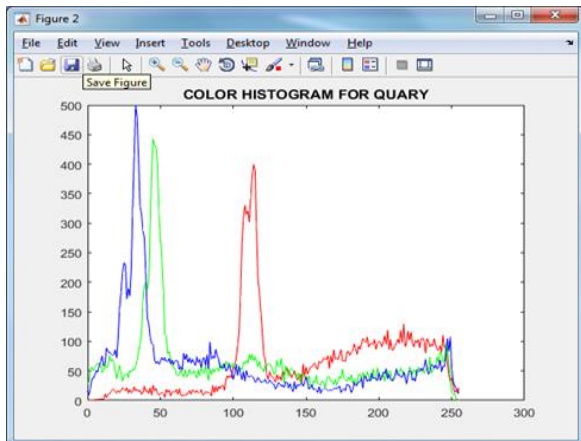 Figure 2
File Edit View Insert Tools Desktop Window Help
Save Figure
COLOR HISTOGRAM FOR QUARY
500
450
400
350
300
250
200
150
100
50
0
0 50 100 150 200 250 300